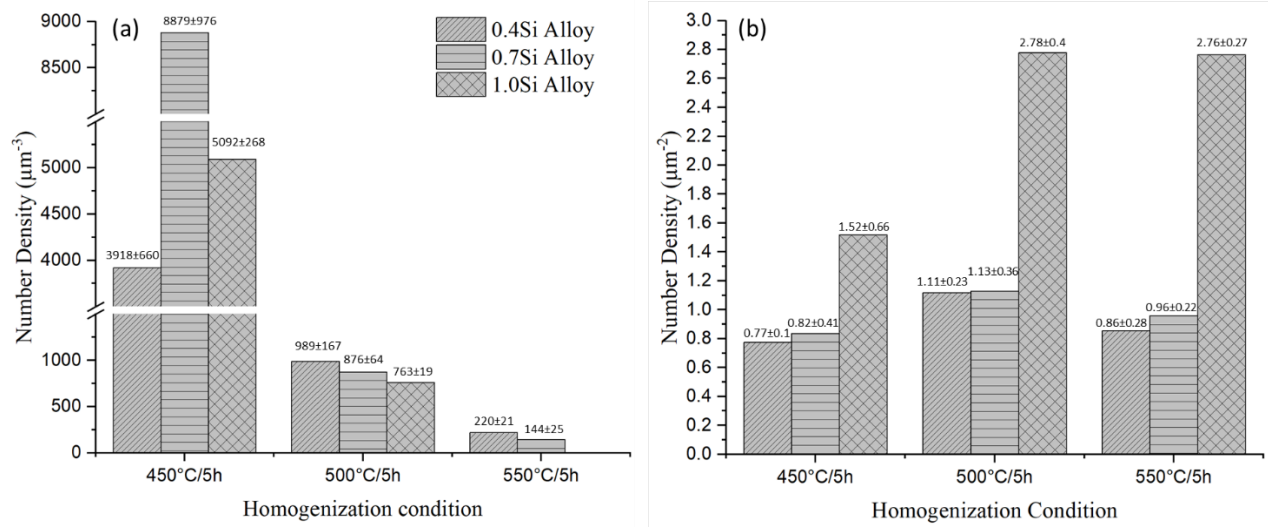 (a)
0.4Si Alloy
0.7Si Alloy
1.0Si Alloy
Number Density (µm⁻³)
9000
8500
5000
4500
4000
1000
500
0
8879±976
5092±268
3918±660
989±167
876±64
763±19
220±21
144±25
450°C/5h
500°C/5h
550°C/5h
Homogenization condition
(b)
Number Density (µm⁻²)
3.0
2.8
2.6
2.4
2.2
2.0
1.8
1.6
1.4
1.2
1.0
0.8
0.6
0.4
0.2
0.0
0.77±0.1
0.82±0.41
1.52±0.66
1.11±0.23
1.13±0.36
2.78±0.4
0.86±0.28
0.96±0.22
2.76±0.27
450°C/5h
500°C/5h
550°C/5h
Homogenization Condition